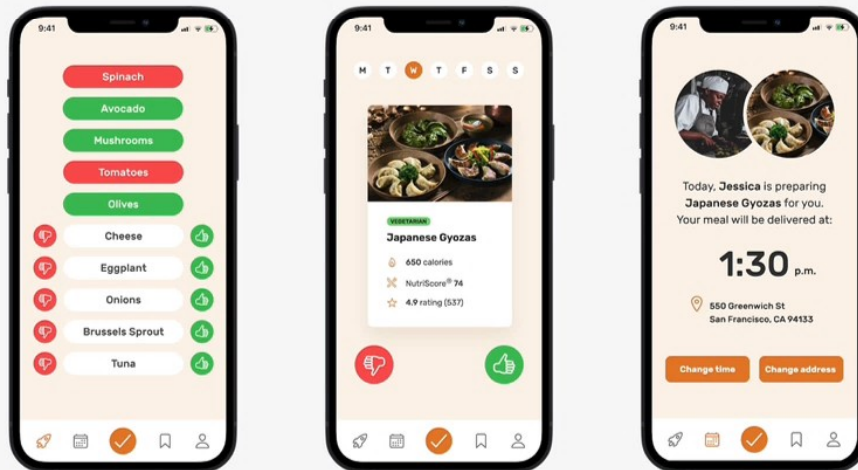 9:41
Spinach
Avocado
Mushrooms
Tomatoes
Olives
Cheese
Eggplant
Onions
Brussels Sprout
Tuna
9:41
M T W T F S S
VEGETARIAN
Japanese Gyozas
650 calories
NutriScore® 74
4.9 rating (537)
9:41
Today, Jessica is preparing
Japanese Gyozas for you.
Your meal will be delivered at:
1:30 p.m.
550 Greenwich St
San Francisco, CA 94133
Change time
Change address